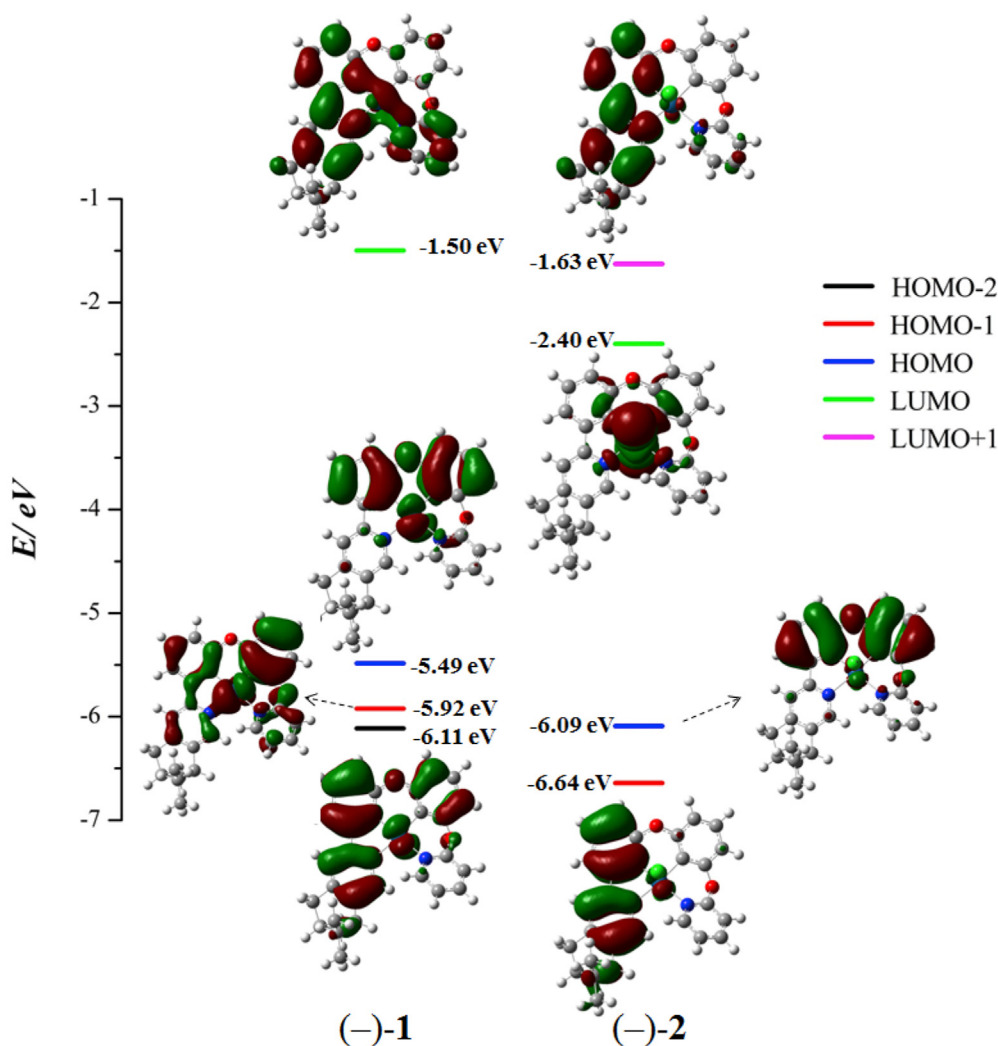 -1
-1.50 eV
-1.63 eV
-2
HOMO-2
-2.40 eV
HOMO-1
HOMO
-3
LUMO
LUMO+1
-4
E/ eV
-5
-5.49 eV
-5.92 eV
-6
-6.09 eV
-6.11 eV
-6.64 eV
-7
(–)-1
(–)-2